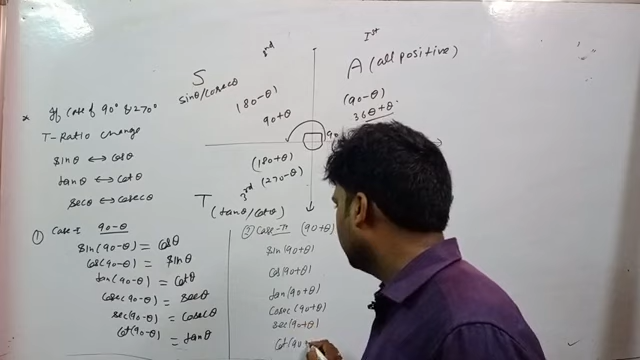 Ist
2nd
S
A (all positive)
sinθ/cosecθ
(180-θ)
90+θ
(90-θ)
360+θ
90
* If case of 90° & 270°
T-Ratio change
sinθ ↔ cosθ
tanθ ↔ cotθ
secθ ↔ cosecθ
(180+θ)
(270-θ)
3rd
T (tanθ/cotθ)
① Case-I 90-θ
sin(90-θ) = cosθ
cos(90-θ) = sinθ
tan(90-θ) = cotθ
cosec(90-θ) = secθ
sec(90-θ) = cosecθ
cot(90-θ) = tanθ
② Case-II (90+θ)
sin(90+θ)
cos(90+θ)
tan(90+θ)
cosec(90+θ)
sec(90+θ)
cot(90+